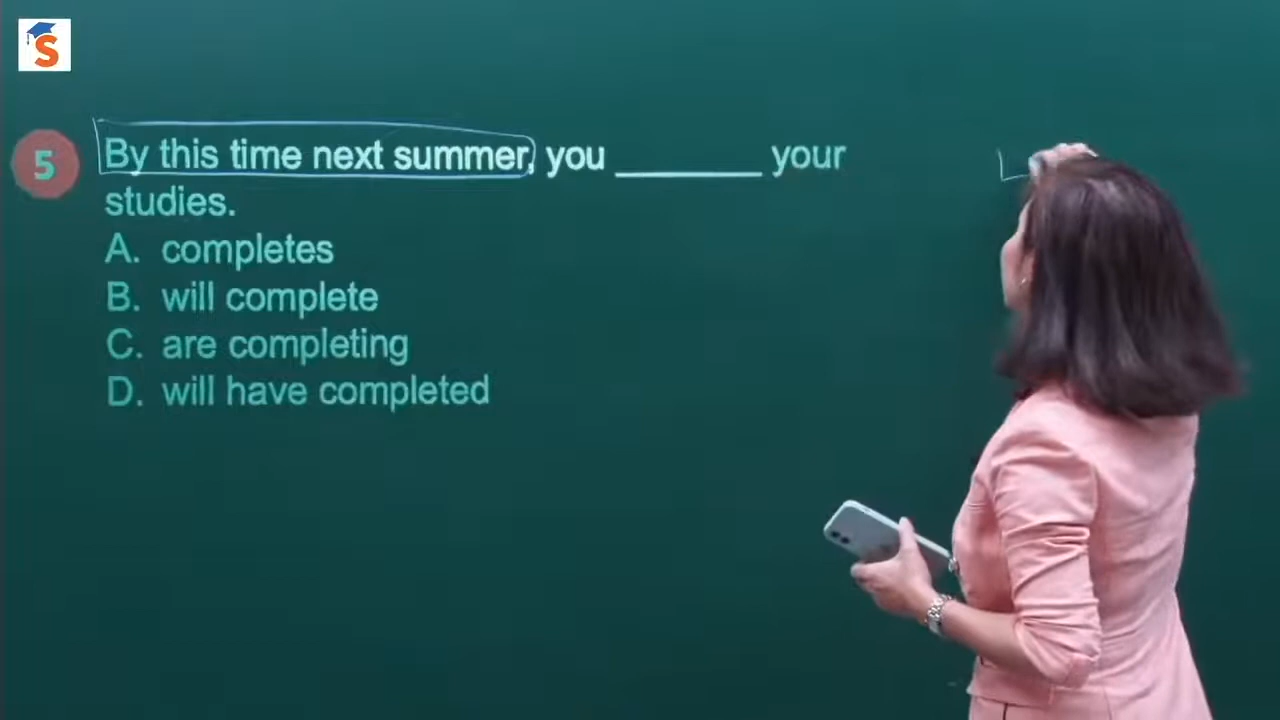 S
5
By this time next summer, you ________ your
studies.
A. completes
B. will complete
C. are completing
D. will have completed